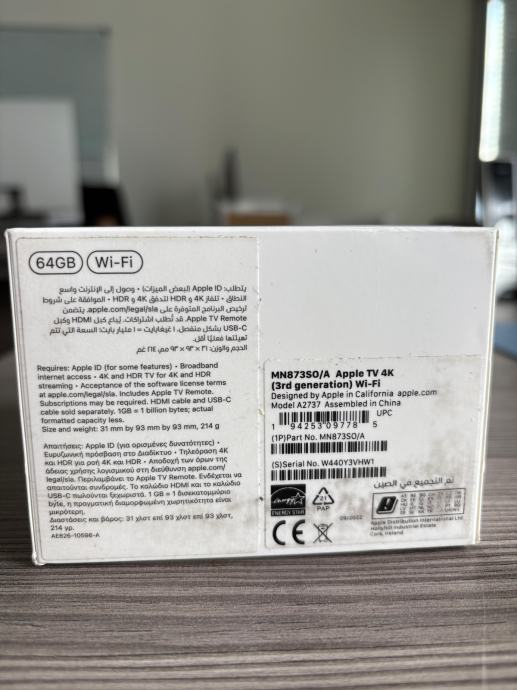 64GB Wi-Fi
يتطلب: Apple ID (بعض الميزات) • وصول إلى الإنترنت واسع
النطاق • تلفاز 4K و HDR لتدفق 4K و HDR • الموافقة على شروط
ترخيص البرنامج المتوفرة على apple.com/legal/sla. يتضمن
Apple TV Remote. قد تُطلب اشتراكات. يُباع كبل HDMI وكبل
USB-C بشكل منفصل. ١ غيغابايت = ١ مليار بايت؛ السعة التي تتم
تهيئتها فعليًا أقل.
الحجم والوزن: ٣١ × ٩٣ × ٩٣ مم، ٢١٤ غم
Requires: Apple ID (for some features) • Broadband
internet access • 4K and HDR TV for 4K and HDR
streaming • Acceptance of the software license terms
at apple.com/legal/sla. Includes Apple TV Remote.
Subscriptions may be required. HDMI cable and USB-C
cable sold separately. 1GB = 1 billion bytes; actual
formatted capacity less.
Size and weight: 31 mm by 93 mm by 93 mm, 214 g
Απαιτήσεις: Apple ID (για ορισμένες δυνατότητες) •
Ευρυζωνική πρόσβαση στο Διαδίκτυο • Τηλεόραση 4K
και HDR για ροή 4K και HDR • Αποδοχή των όρων της
άδειας χρήσης λογισμικού στη διεύθυνση apple.com/
legal/sla. Περιλαμβάνει το Apple TV Remote. Ενδέχεται να
απαιτούνται συνδρομές. Το καλώδιο HDMI και το καλώδιο
USB-C πωλούνται ξεχωριστά. 1 GB = 1 δισεκατομμύριο
byte, η πραγματική διαμορφωμένη χωρητικότητα είναι
μικρότερη.
Διαστάσεις και βάρος: 31 χλστ επί 93 χλστ επί 93 χλστ,
214 γρ.
AE826-10598-A
MN873SO/A Apple TV 4K
(3rd generation) Wi-Fi
Designed by Apple in California apple.com
Model A2737 Assembled in China
UPC
1 94253 09778 5
(1P) Part No. MN873SO/A
(S) Serial No. W440Y3VHW1
تم التجميع في الصين
ENERGY STAR
21
PAP
CE
09/2022
Apple Distribution International Ltd.
Hollyhill Industrial Estate
Cork, Ireland